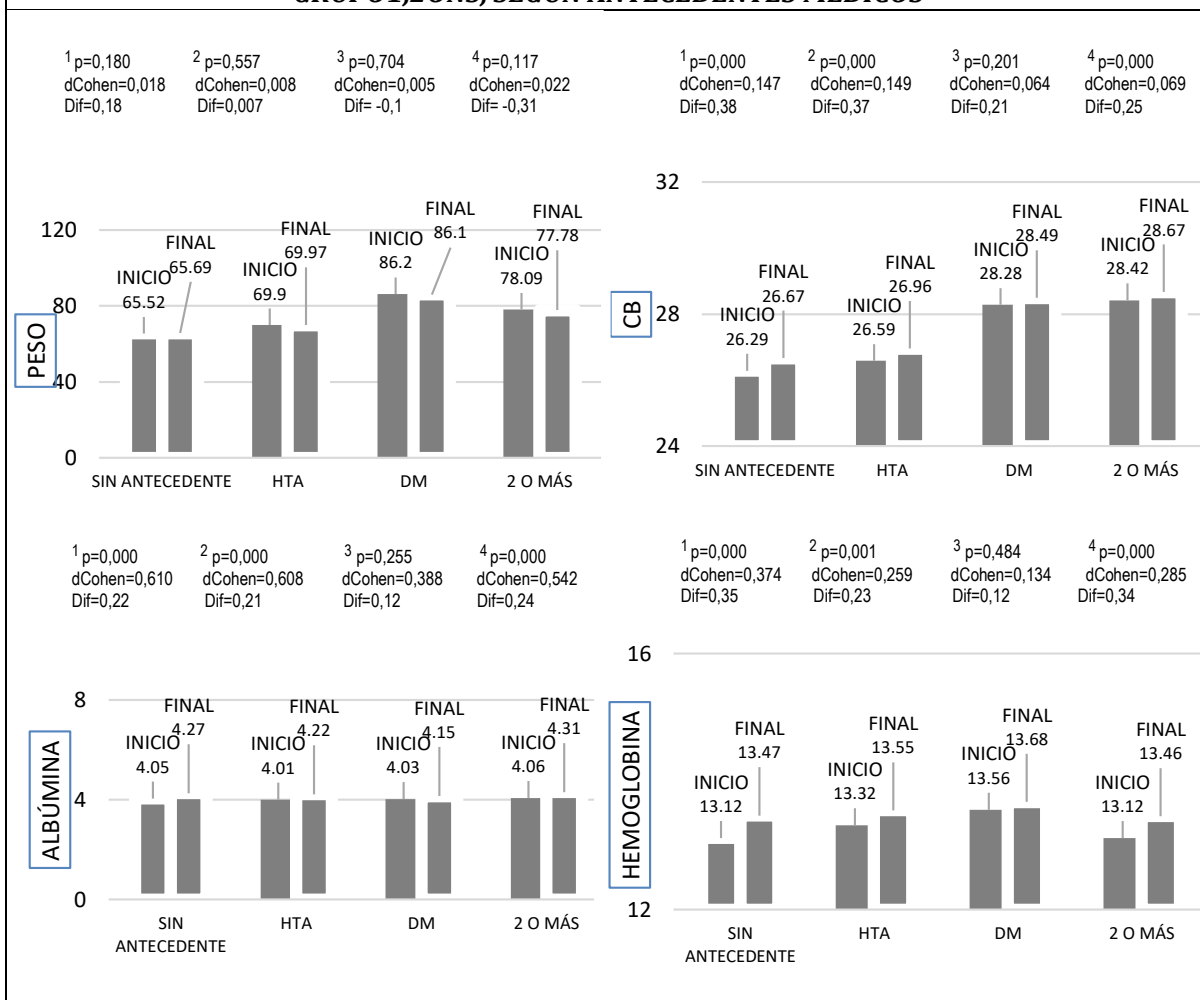 ¹ p=0,180 ² p=0,557 ³ p=0,704 ⁴ p=0,117
dCohen=0,018 dCohen=0,008 dCohen=0,005 dCohen=0,022
Dif=0,18 Dif=0,007 Dif= -0,1 Dif= -0,31
PESO
120
80
40
0
INICIO
65.52
FINAL
65.69
INICIO
69.9
FINAL
69.97
INICIO
86.2
FINAL
86.1
INICIO
78.09
FINAL
77.78
SIN ANTECEDENTE HTA DM 2 O MÁS
¹ p=0,000 ² p=0,000 ³ p=0,201 ⁴ p=0,000
dCohen=0,147 dCohen=0,149 dCohen=0,064 dCohen=0,069
Dif=0,38 Dif=0,37 Dif=0,21 Dif=0,25
CB
32
28
24
INICIO
26.29
FINAL
26.67
INICIO
26.59
FINAL
26.96
INICIO
28.28
FINAL
28.49
INICIO
28.42
FINAL
28.67
SIN ANTECEDENTE HTA DM 2 O MÁS
¹ p=0,000 ² p=0,000 ³ p=0,255 ⁴ p=0,000
dCohen=0,610 dCohen=0,608 dCohen=0,388 dCohen=0,542
Dif=0,22 Dif=0,21 Dif=0,12 Dif=0,24
ALBÚMINA
8
4
0
INICIO
4.05
FINAL
4.27
INICIO
4.01
FINAL
4.22
INICIO
4.03
FINAL
4.15
INICIO
4.06
FINAL
4.31
SIN HTA DM 2 O MÁS
ANTECEDENTE
¹ p=0,000 ² p=0,001 ³ p=0,484 ⁴ p=0,000
dCohen=0,374 dCohen=0,259 dCohen=0,134 dCohen=0,285
Dif=0,35 Dif=0,23 Dif=0,12 Dif=0,34
HEMOGLOBINA
16
12
INICIO
13.12
FINAL
13.47
INICIO
13.32
FINAL
13.55
INICIO
13.56
FINAL
13.68
INICIO
13.12
FINAL
13.46
SIN HTA DM 2 O MÁS
ANTECEDENTE